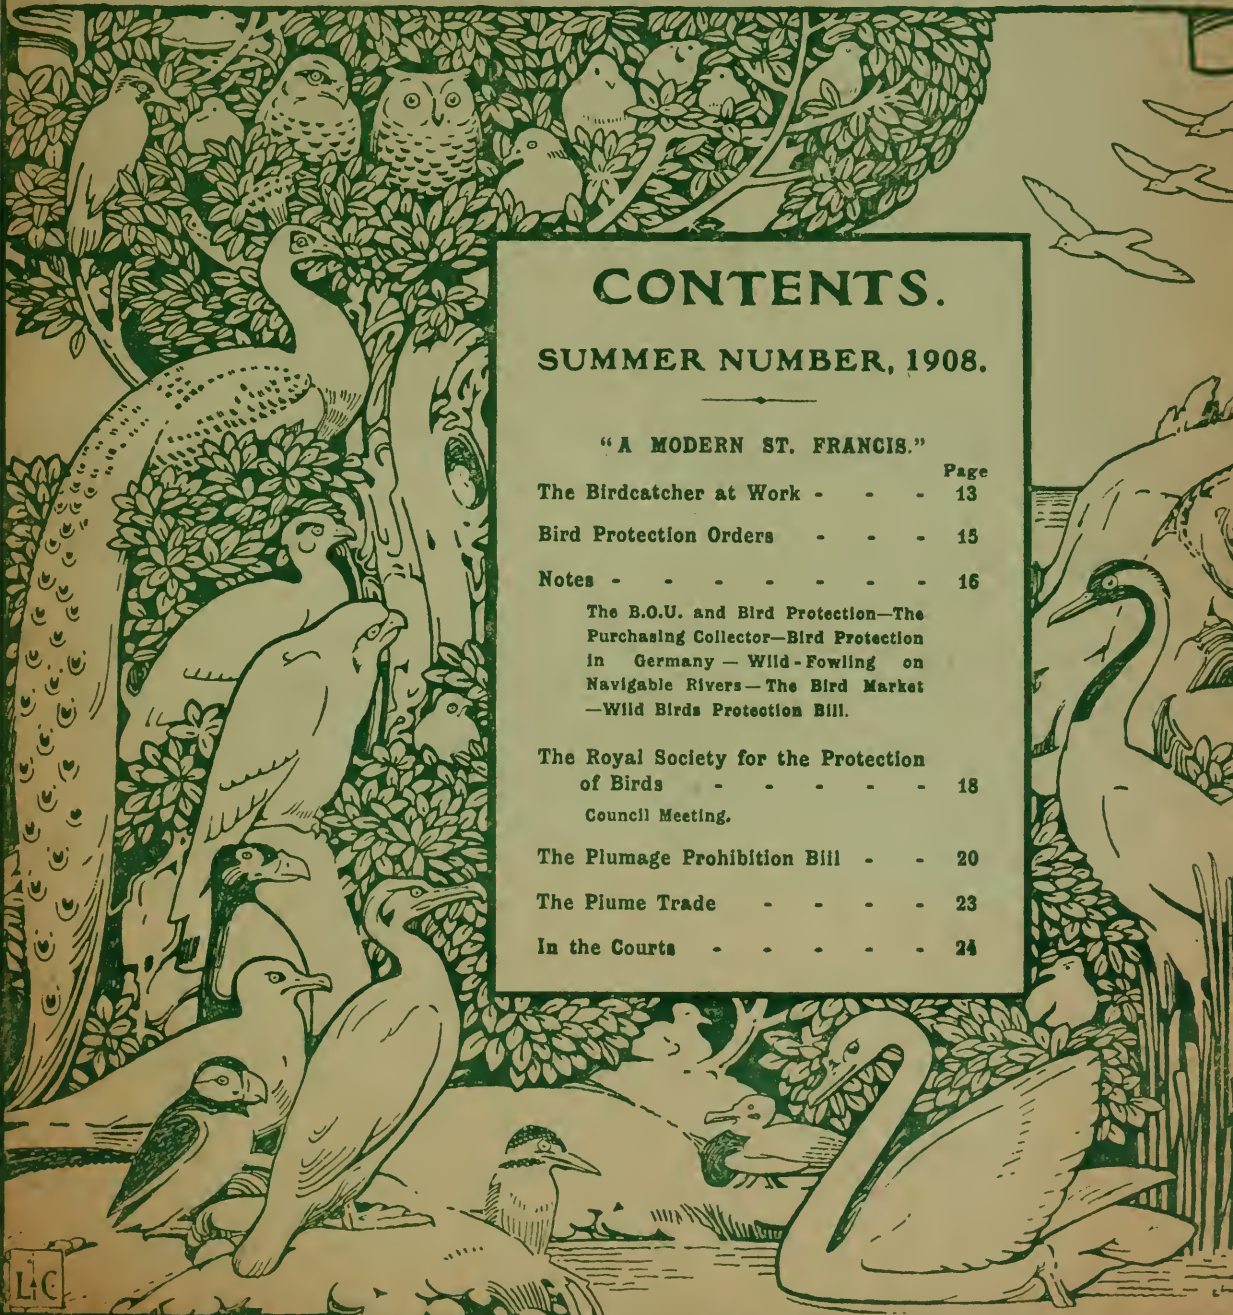 CONTENTS.
SUMMER NUMBER, 1908.
"A MODERN ST. FRANCIS."
Page
The Birdcatcher at Work - - - 13
Bird Protection Orders - - - 15
Notes - - - - - - - 16
The B.O.U. and Bird Protection—The
Purchasing Collector—Bird Protection
in Germany — Wild-Fowling on
Navigable Rivers—The Bird Market
—Wild Birds Protection Bill.
The Royal Society for the Protection
of Birds - - - - - 18
Council Meeting.
The Plumage Prohibition Bill - - 20
The Plume Trade - - - - 23
In the Courts - - - - - 24
L C